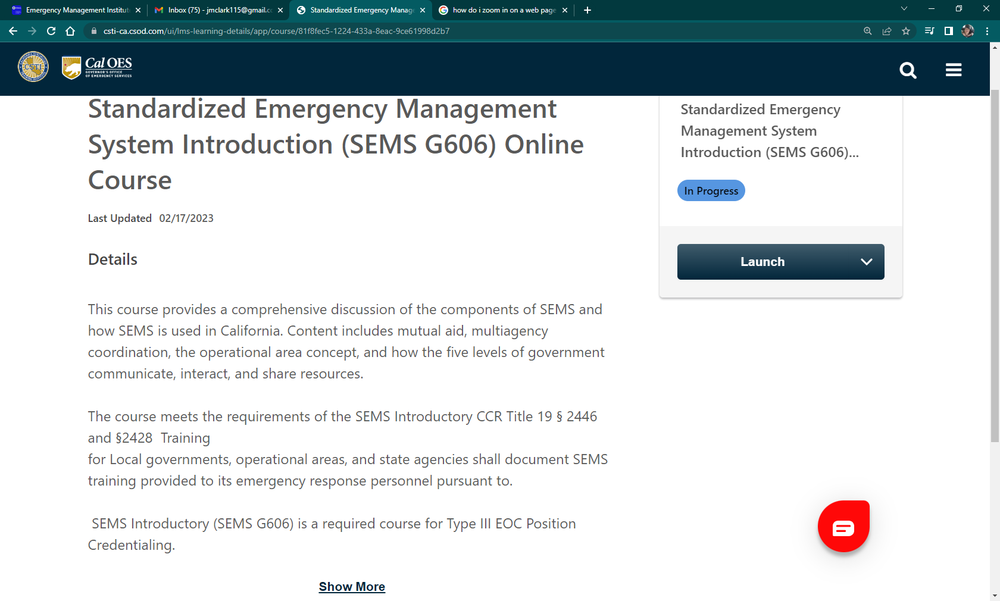 Emergency Management Institut
Inbox (75) - jmclark115@gmail.co
Standardized Emergency Manag
how do i zoom in on a web page
csti-ca.csod.com/ui/lms-learning-details/app/course/81f8fec5-1224-433a-8eac-9ce61998d2b7
CSTI
Cal OES
GOVERNOR'S OFFICE
OF EMERGENCY SERVICES
Standardized Emergency Management
System Introduction (SEMS G606) Online
Course
Last Updated 02/17/2023
Details
This course provides a comprehensive discussion of the components of SEMS and
how SEMS is used in California. Content includes mutual aid, multiagency
coordination, the operational area concept, and how the five levels of government
communicate, interact, and share resources.
The course meets the requirements of the SEMS Introductory CCR Title 19 § 2446
and §2428 Training
for Local governments, operational areas, and state agencies shall document SEMS
training provided to its emergency response personnel pursuant to.
SEMS Introductory (SEMS G606) is a required course for Type III EOC Position
Credentialing.
Show More
Standardized Emergency
Management System
Introduction (SEMS G606)...
In Progress
Launch